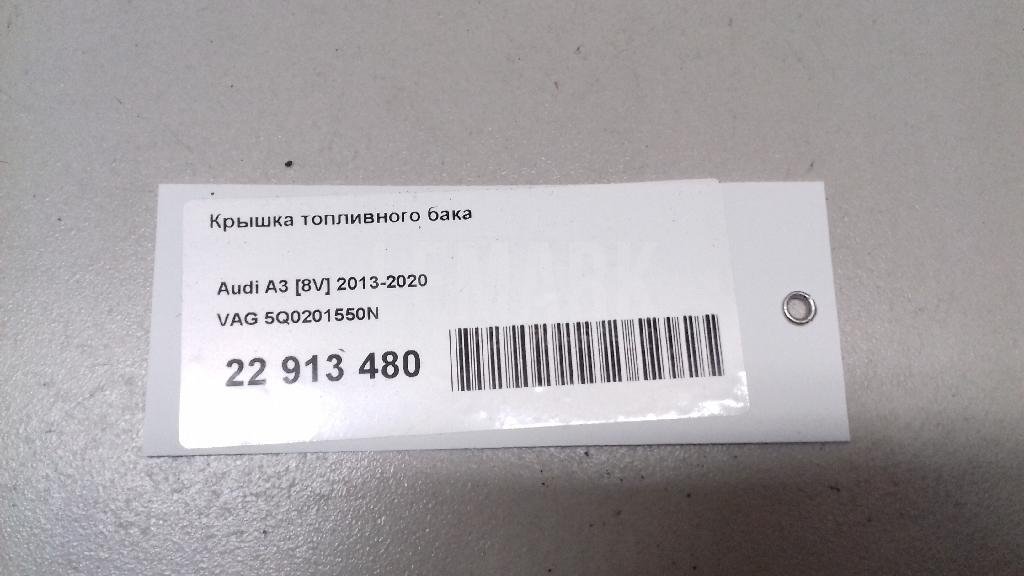 Крышка топливного бака
Audi A3 [8V] 2013-2020
VAG 5Q0201550N
22 913 480